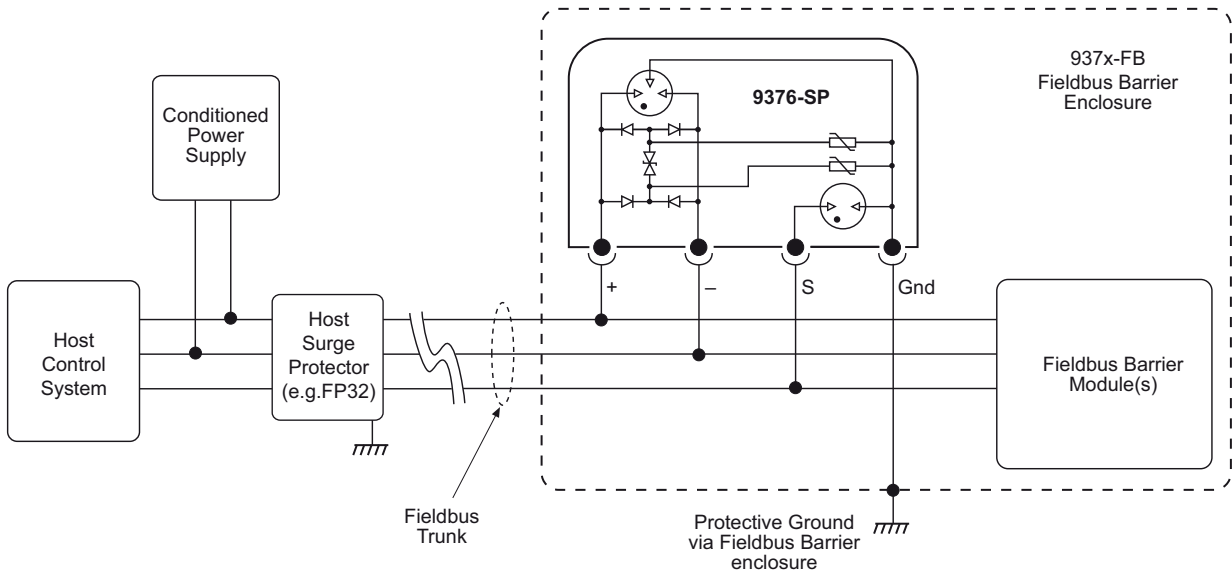 Conditioned
Power
Supply
9376-SP
937x-FB
Fieldbus Barrier
Enclosure
+
–
S
Gnd
Host
Control
System
Host
Surge
Protector
(e.g.FP32)
Fieldbus Barrier
Module(s)
Fieldbus
Trunk
Protective Ground
via Fieldbus Barrier
enclosure